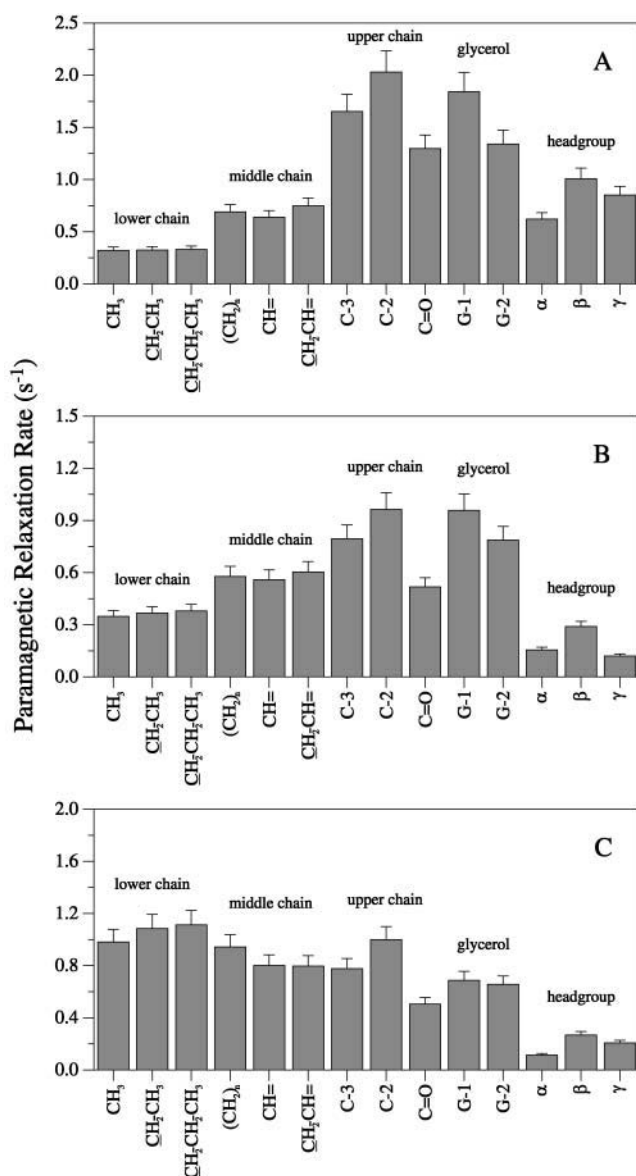 Paramagnetic Relaxation Rate (s⁻¹)
A
2.5
2.0
1.5
1.0
0.5
0.0
lower chain
middle chain
upper chain
glycerol
headgroup
CH₃
CH₂CH₃
CH₂CH₂CH₃
(CH₂)ₙ
CH=
CH₂CH=
C-3
C-2
C=O
G-1
G-2
α
β
γ
B
1.5
1.2
0.9
0.6
0.3
0.0
lower chain
middle chain
upper chain
glycerol
headgroup
CH₃
CH₂CH₃
CH₂CH₂CH₃
(CH₂)ₙ
CH=
CH₂CH=
C-3
C-2
C=O
G-1
G-2
α
β
γ
C
2.0
1.6
1.2
0.8
0.4
0.0
lower chain
middle chain
upper chain
glycerol
headgroup
CH₃
CH₂CH₃
CH₂CH₂CH₃
(CH₂)ₙ
CH=
CH₂CH=
C-3
C-2
C=O
G-1
G-2
α
β
γ